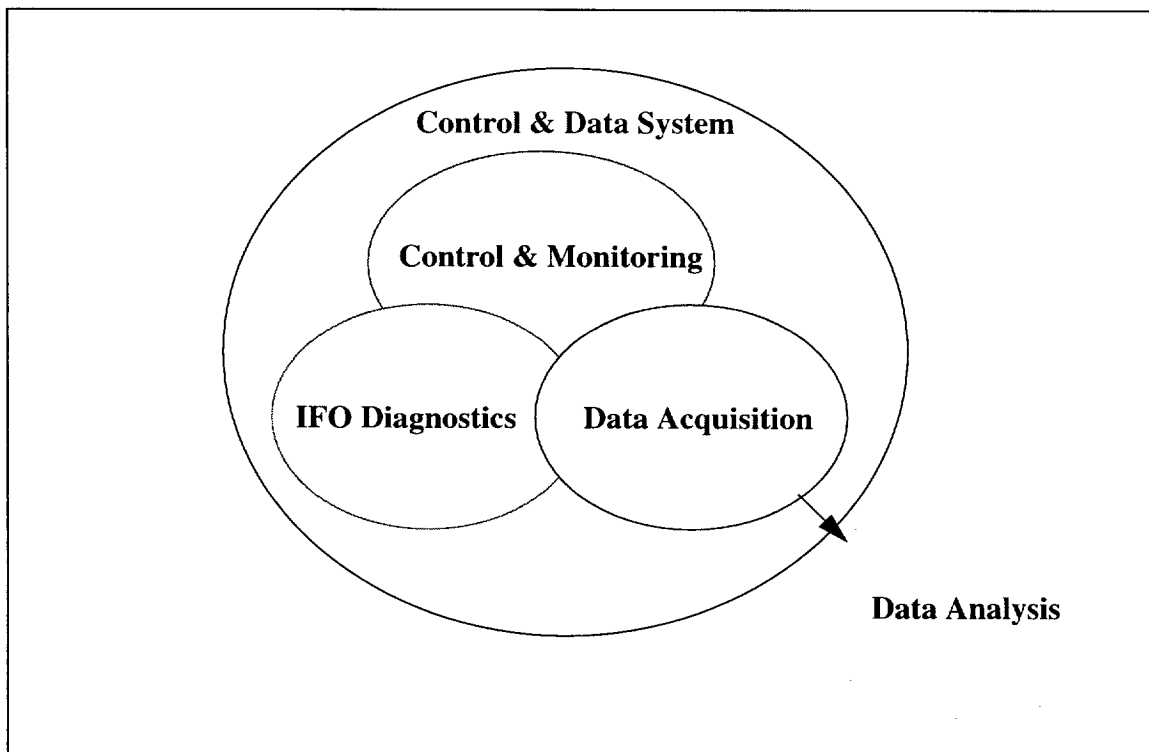 Control & Data System
Control & Monitoring
IFO Diagnostics
Data Acquisition
Data Analysis